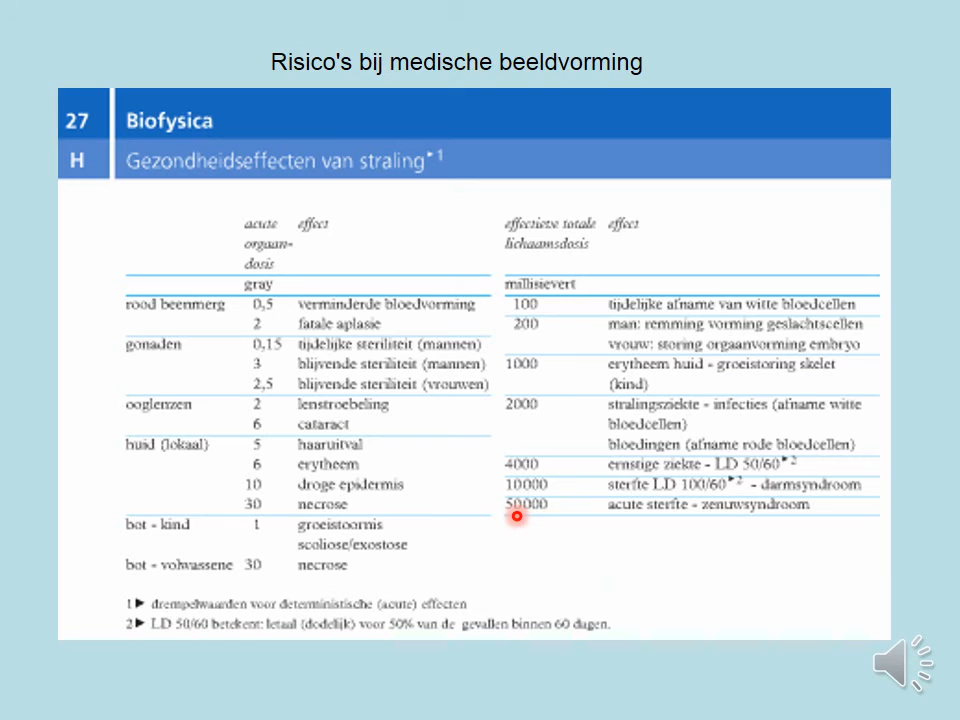 Risico's bij medische beeldvorming
27 Biofysica
H Gezondheidseffecten van straling►1
acute effect effectieve totale effect
orgaan- lichaamsdosis
dosis
gray millisievert
rood beenmerg 0,5 verminderde bloedvorming 100 tijdelijke afname van witte bloedcellen
2 fatale aplasie 200 man: remming vorming geslachtscellen
gonaden 0,15 tijdelijke steriliteit (mannen) vrouw: storing orgaanvorming embryo
3 blijvende steriliteit (mannen) 1000 erytheem huid - groeistoring skelet
2,5 blijvende steriliteit (vrouwen) (kind)
ooglenzen 2 lenstroebeling 2000 stralingsziekte - infecties (afname witte
6 cataract bloedcellen)
huid (lokaal) 5 haaruitval bloedingen (afname rode bloedcellen)
6 erytheem 4000 ernstige ziekte - LD 50/60►2
10 droge epidermis 10000 sterfte LD 100/60►2 - darmsyndroom
30 necrose 50000 acute sterfte - zenuwsyndroom
bot - kind 1 groeistoornis
scoliose/exostose
bot - volwassene 30 necrose
1► drempelwaarden voor deterministische (acute) effecten
2► LD 50/60 betekent: letaal (dodelijk) voor 50% van de gevallen binnen 60 dagen.